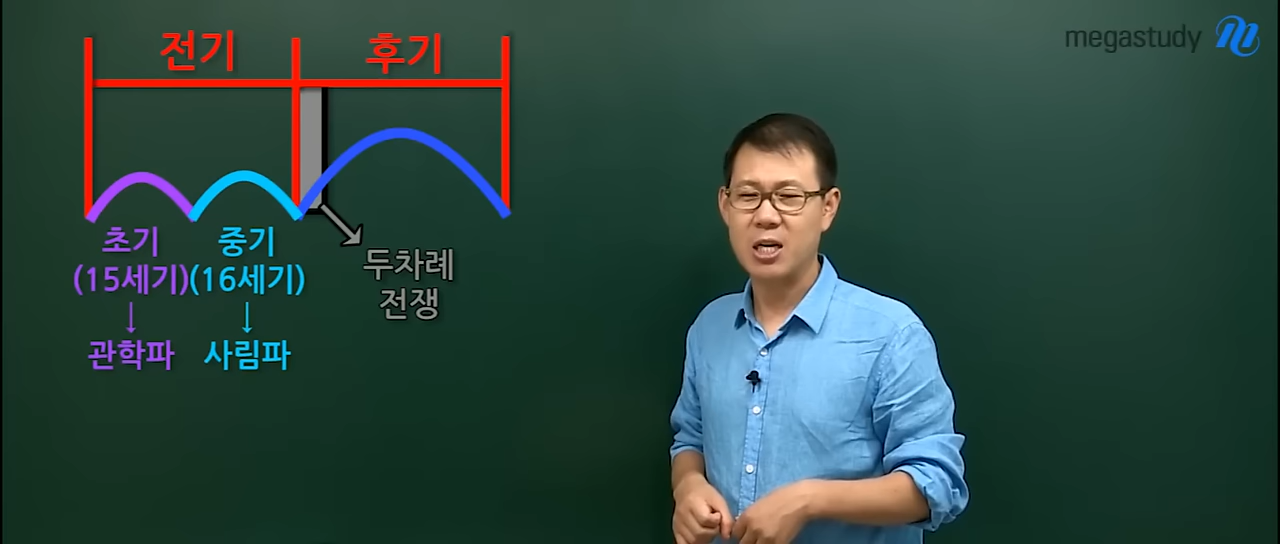 전기
후기
megastudy
초기
(15세기)
↓
관학파
중기
(16세기)
↓
사림파
두차례
전쟁